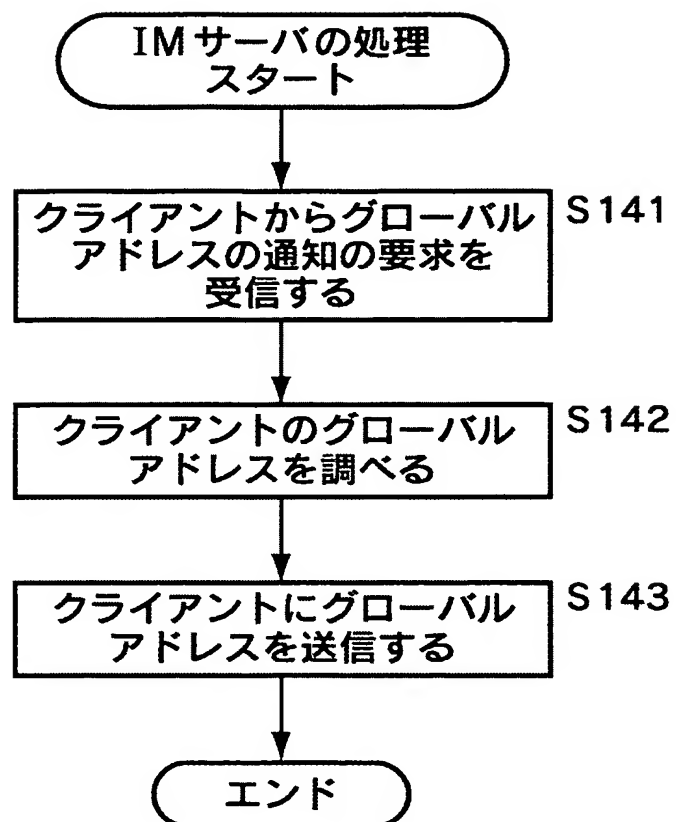 IMサーバの処理
スタート
クライアントからグローバル
アドレスの通知の要求を
受信する
S141
クライアントのグローバル
アドレスを調べる
S142
クライアントにグローバル
アドレスを送信する
S143
エンド